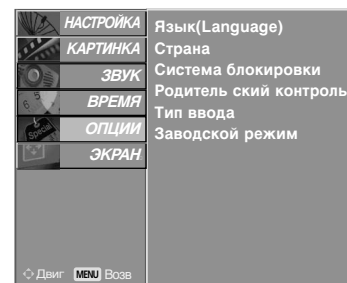 НАСТРОЙКА
КАРТИНКА
ЗВУК
ВРЕМЯ
ОПЦИИ
ЭКРАН
Язык(Language)
Страна
Система блокировки
Родитель ский контроль
Тип ввода
Заводской режим
Special
Двиг MENU Возв